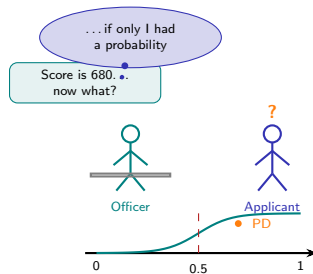 ...if only I had
a probability
Score is 680...
now what?
?
Officer
Applicant
PD
0
0.5
1